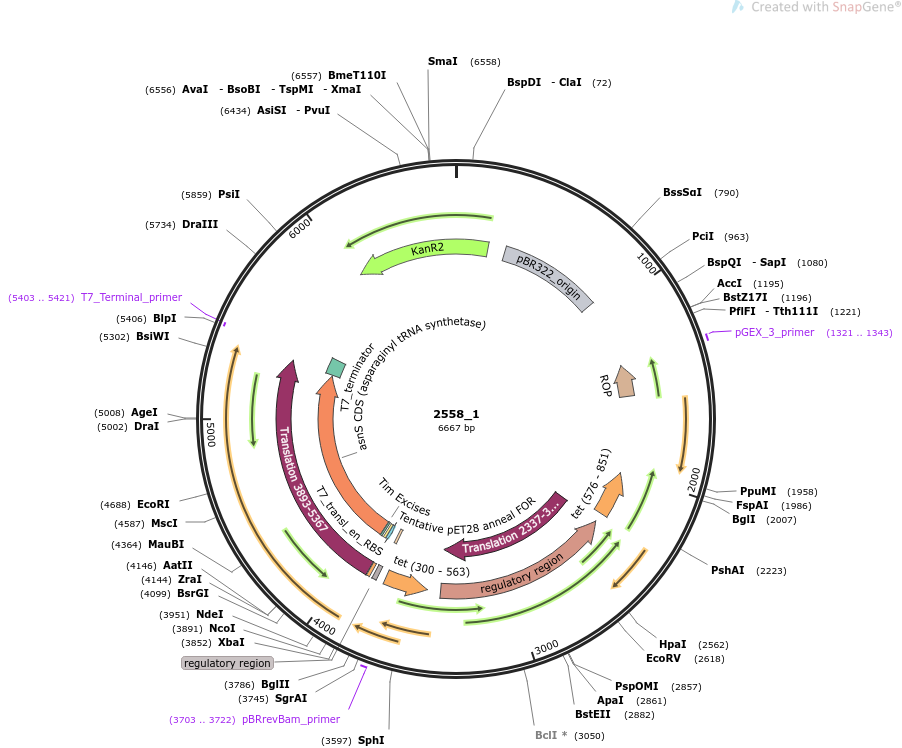 Created with SnapGene®
SmaI (6558)
(6557) BmeT110I
(6556) AvaI - BsoBI - TspMI - XmaI
(6434) AsiSI - PvuI
BspDI - ClaI (72)
(5859) PsiI
(5734) DraIII
(5403 .. 5421) T7_Terminal_primer
(5406) BlpI
(5302) BsiWI
(5008) AgeI
(5002) DraI
(4688) EcoRI
(4587) MscI
(4364) MauBI
(4146) AatII
(4144) ZraI
(4099) BsrGI
(3951) NdeI
(3891) NcoI
(3852) XbaI
regulatory region
(3786) BglII
(3745) SgrAI
(3703 .. 3722) pBRrevBam_primer
(3597) SphI
BssSαI (790)
PciI (963)
BspQI - SapI (1080)
AccI (1195)
BstZ17I (1196)
PflFI - Tth111I (1221)
pGEX_3_primer (1321 .. 1343)
PpuMI (1958)
FspAI (1986)
BglI (2007)
PshAI (2223)
HpaI (2562)
EcoRV (2618)
PspOMI (2857)
ApaI (2861)
BstEII (2882)
BclI * (3050)
1000
2000
3000
4000
5000
6000
KanR2
pBR322_origin
ROP
tet (576 - 851)
regulatory region
Translation 2337-3...
Tentative pET28 anneal FOR
Tim Excises
tet (300 - 563)
T7_transl_en_RBS
Translation 3893-5367
asnS CDS (asparaginyl tRNA synthetase)
T7_terminator
2558_1
6667 bp